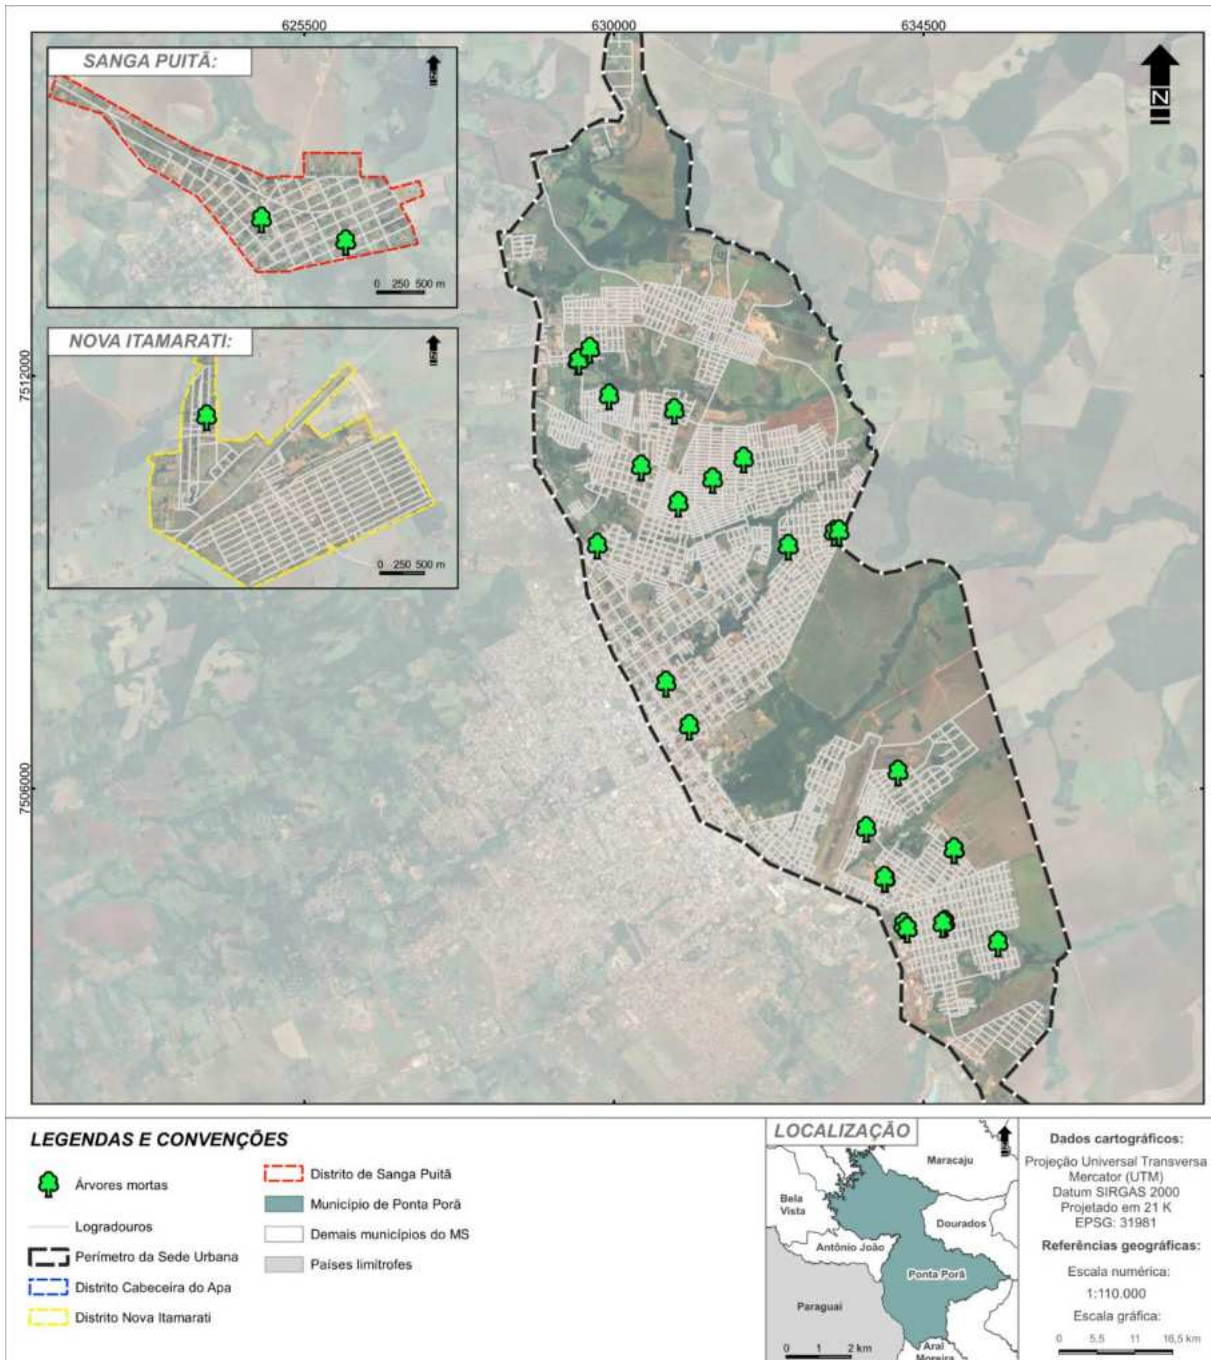 625500
630000
634500
SANGA PUITÃ:
N
N
0 250 500 m
NOVA ITAMARATI:
N
7512000
0 250 500 m
7506000
LEGENDAS E CONVENÇÕES
Árvores mortas
Logradouros
Perímetro da Sede Urbana
Distrito Cabeceira do Apa
Distrito Nova Itamarati
Distrito de Sanga Puitã
Município de Ponta Porã
Demais municípios do MS
Países limítrofes
LOCALIZAÇÃO
N
Maracaju
Bela
Vista
Dourados
Antônio João
Ponta Porã
Paraguai
Aral
Moreira
0 1 2 km
Dados cartográficos:
Projeção Universal Transversa
Mercator (UTM)
Datum SIRGAS 2000
Projetado em 21 K
EPSG: 31981
Referências geográficas:
Escala numérica:
1:110.000
Escala gráfica:
0 5,5 11 16,5 km